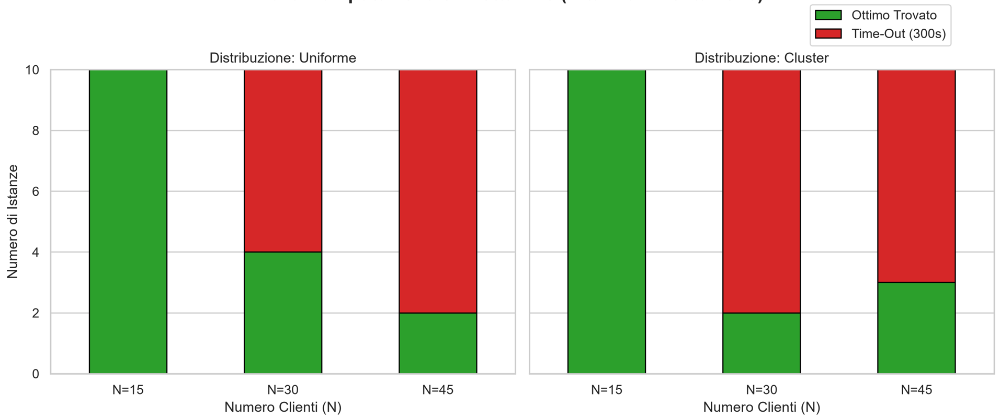 Ottimo Trovato
Time-Out (300s)
Distribuzione: Uniforme
Distribuzione: Cluster
10
8
6
4
2
0
Numero di Istanze
N=15
N=30
N=45
N=15
N=30
N=45
Numero Clienti (N)
Numero Clienti (N)